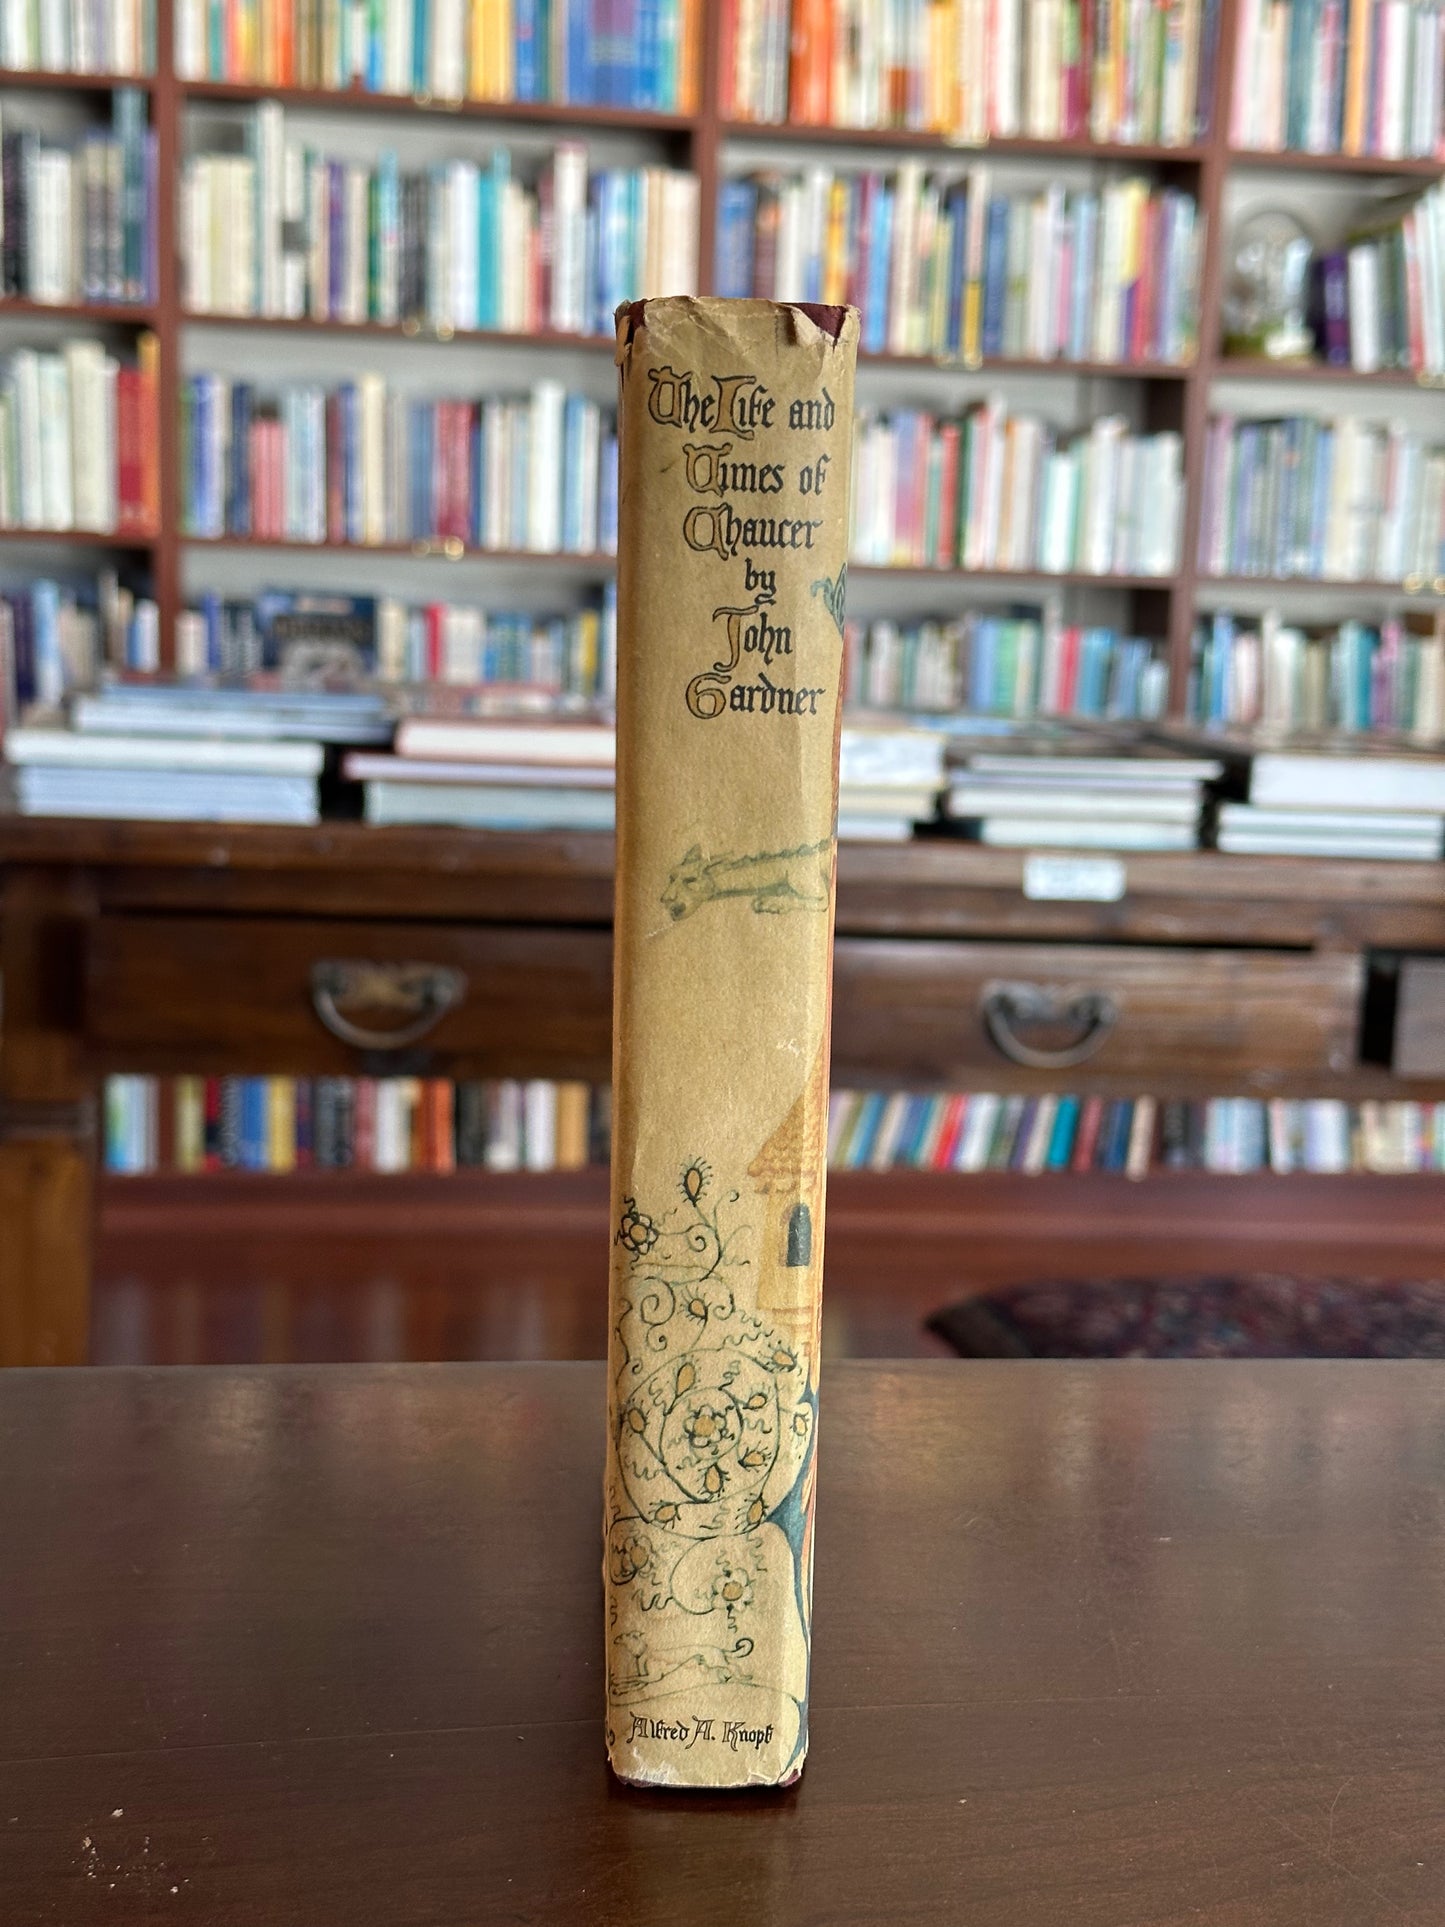 The Life and
Times of
Chaucer
by
John
Gardner
Alfred A. Knopf